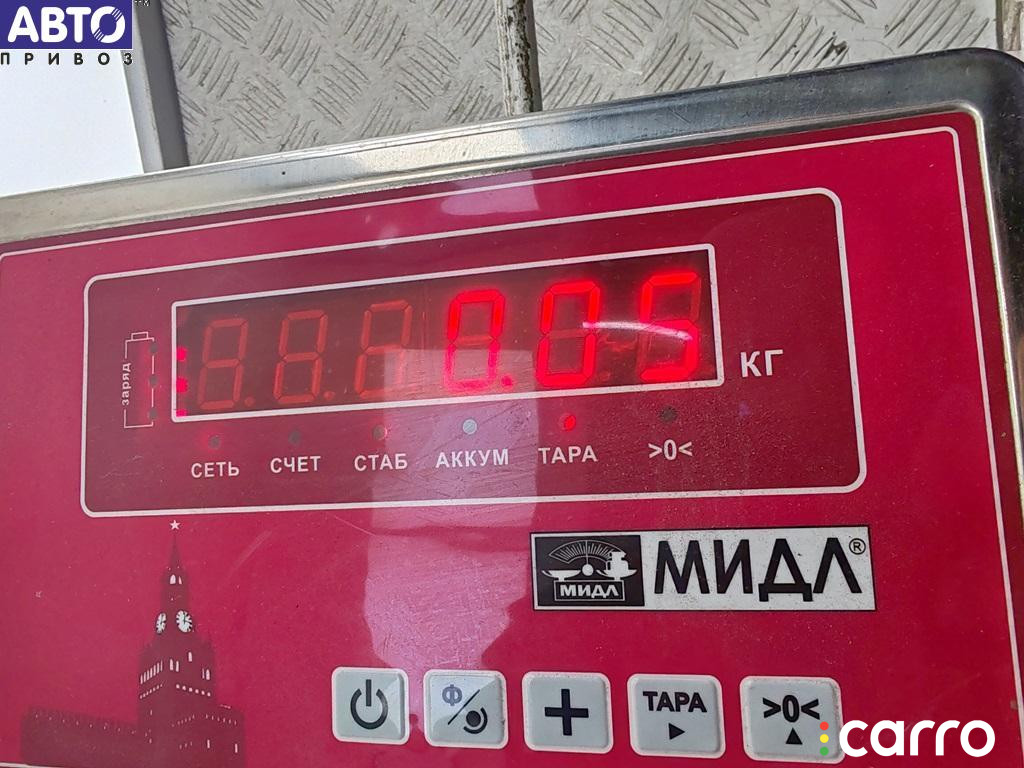 АВТО
ПРИВОЗ
заряд
0.05 КГ
СЕТЬ СЧЕТ СТАБ АККУМ ТАРА >0<
МИДЛ МИДЛ®
Ф ТАРА >0<
carro